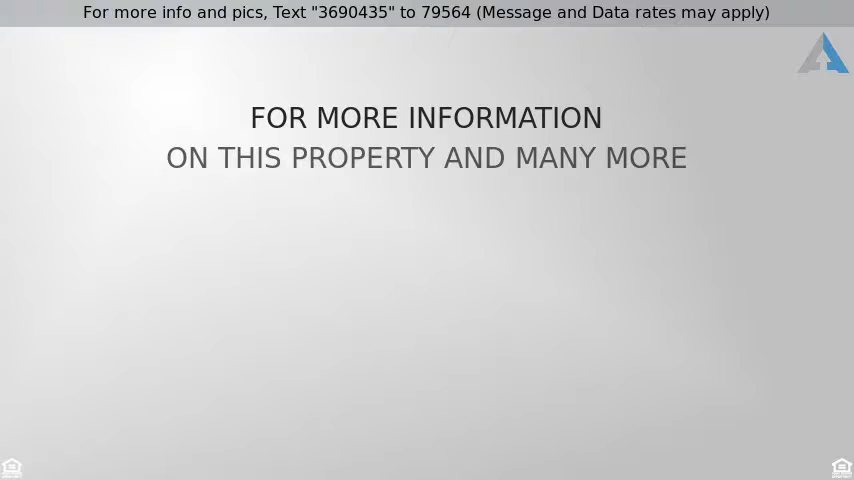 For more info and pics, Text "3690435" to 79564 (Message and Data rates may apply)
FOR MORE INFORMATION
ON THIS PROPERTY AND MANY MORE